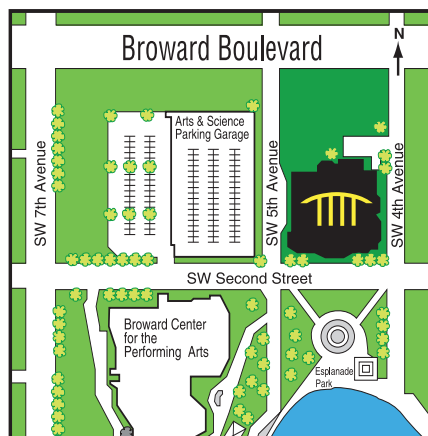 Broward Boulevard
N
Arts & Science
Parking Garage
SW 7th Avenue
SW 5th Avenue
SW 4th Avenue
SW Second Street
Broward Center
for the
Performing Arts
Esplanade
Park